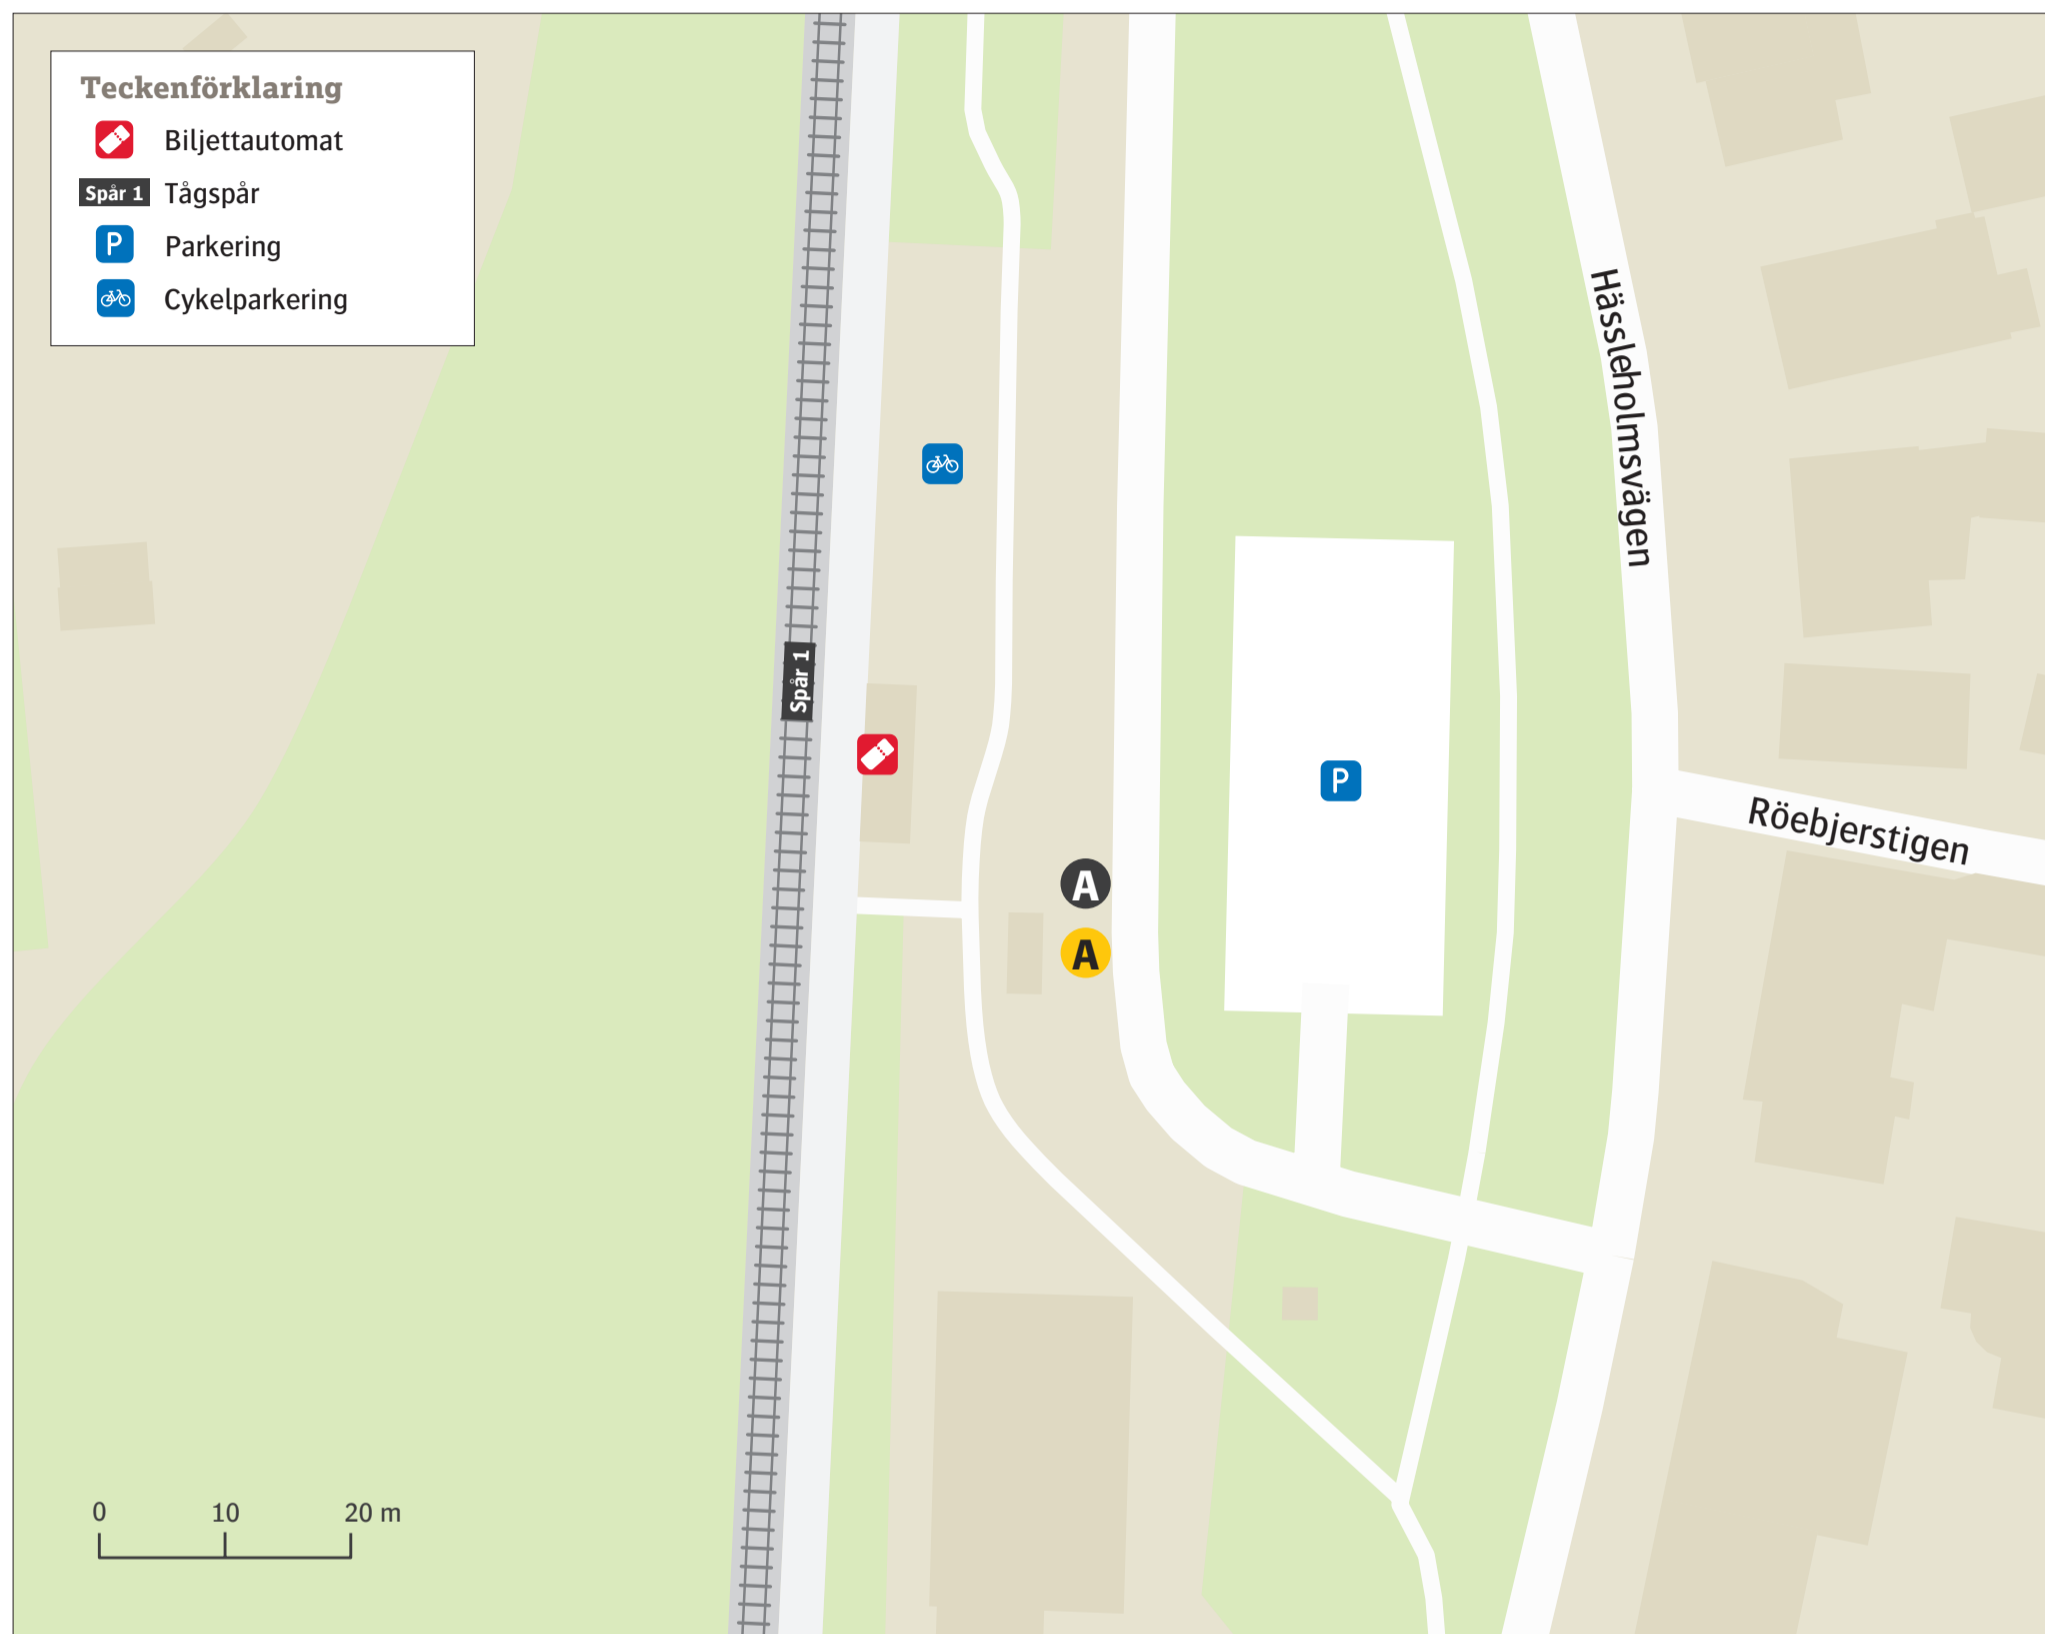 Teckenförklaring
Biljettautomat
Spår 1 Tågspår
P Parkering
Cykelparkering
Hässleholmsvägen
Spår 1
P
Röebjerstigen
A
A
0 10 20 m